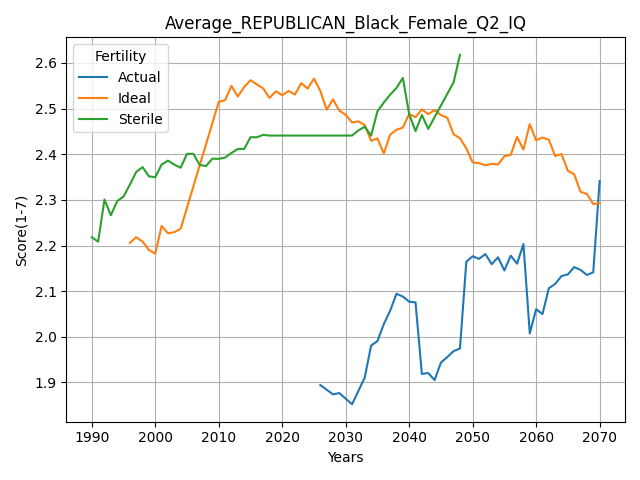 Average_REPUBLICAN_Black_Female_Q2_IQ
Fertility
Actual
Ideal
Sterile
Score(1-7)
2.6
2.5
2.4
2.3
2.2
2.1
2.0
1.9
1990 2000 2010 2020 2030 2040 2050 2060 2070
Years